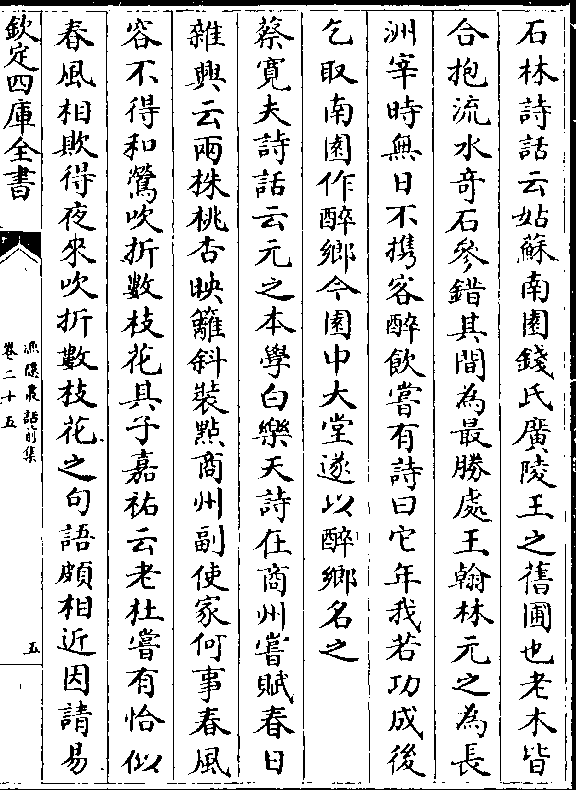 石林詩話云姑蘇南園錢氏廣陵王之舊圃也老木皆
合抱流水奇石參錯其間為最勝處王翰林元之為長
洲宰時無日不携客醉飲嘗有詩曰它年我若功成後
乞取南園作醉鄉今園中大堂遂以醉鄉名之
蔡寛夫詩話云元之本學白樂天詩在商州嘗賦春日
雜興云兩株桃杏映籬斜裝點商州副使家何事春風
容不得和鶯吹折數枝花其子嘉祐云老杜嘗有恰似
春風相欺得夜來吹折數枝花之句語頗相近因請易
欽定四庫全書
漁隱叢話前集
卷二十五
五